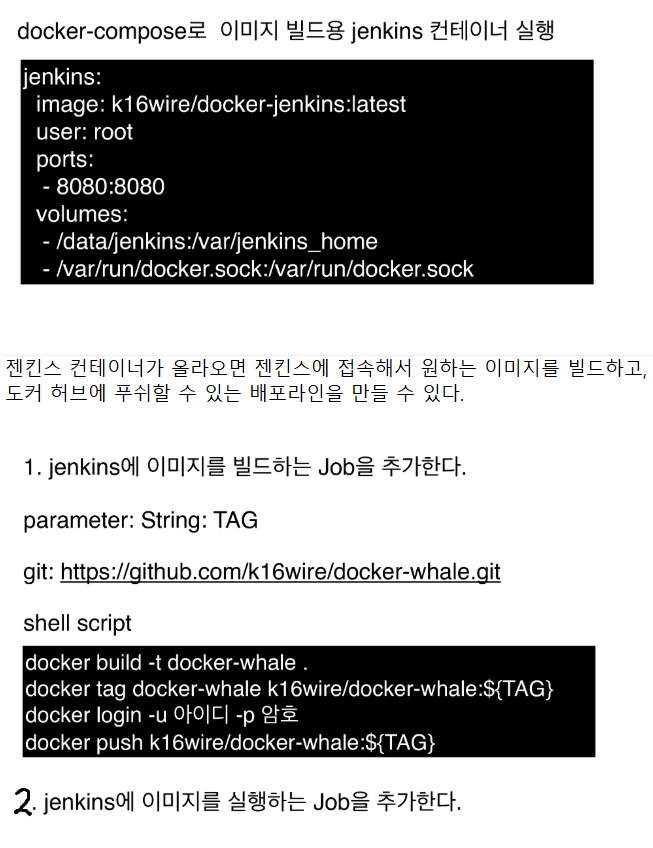 docker-compose로 이미지 빌드용 jenkins 컨테이너 실행
jenkins:
image: k16wire/docker-jenkins:latest
user: root
ports:
- 8080:8080
volumes:
- /data/jenkins:/var/jenkins_home
- /var/run/docker.sock:/var/run/docker.sock
젠킨스 컨테이너가 올라오면 젠킨스에 접속해서 원하는 이미지를 빌드하고,
도커 허브에 푸쉬할 수 있는 배포라인을 만들 수 있다.
1. jenkins에 이미지를 빌드하는 Job을 추가한다.
parameter: String: TAG
git: https://github.com/k16wire/docker-whale.git
shell script
docker build -t docker-whale .
docker tag docker-whale k16wire/docker-whale:${TAG}
docker login -u 아이디 -p 암호
docker push k16wire/docker-whale:${TAG}
2. jenkins에 이미지를 실행하는 Job을 추가한다.